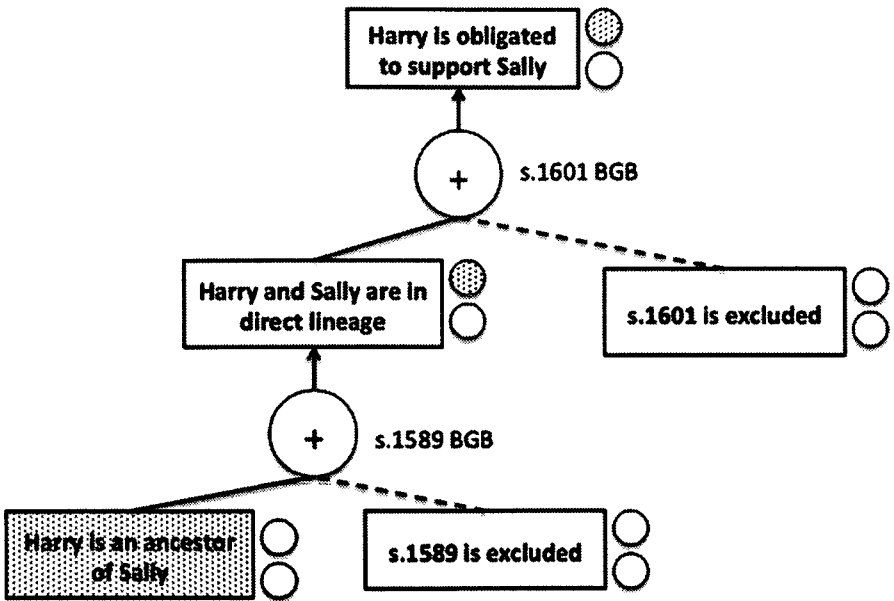 Harry is obligated
to support Sally
+
s.1601 BGB
Harry and Sally are in
direct lineage
s.1601 is excluded
+
s.1589 BGB
Harry is an ancestor
of Sally
s.1589 is excluded